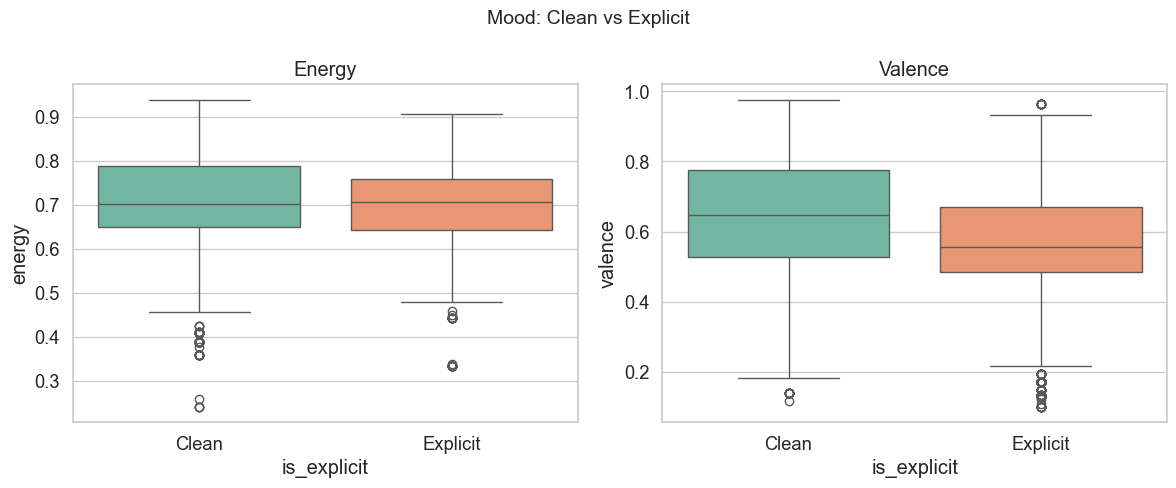 Mood: Clean vs Explicit
Energy
energy
0.9
0.8
0.7
0.6
0.5
0.4
0.3
Clean
Explicit
is_explicit
Valence
valence
1.0
0.8
0.6
0.4
0.2
Clean
Explicit
is_explicit